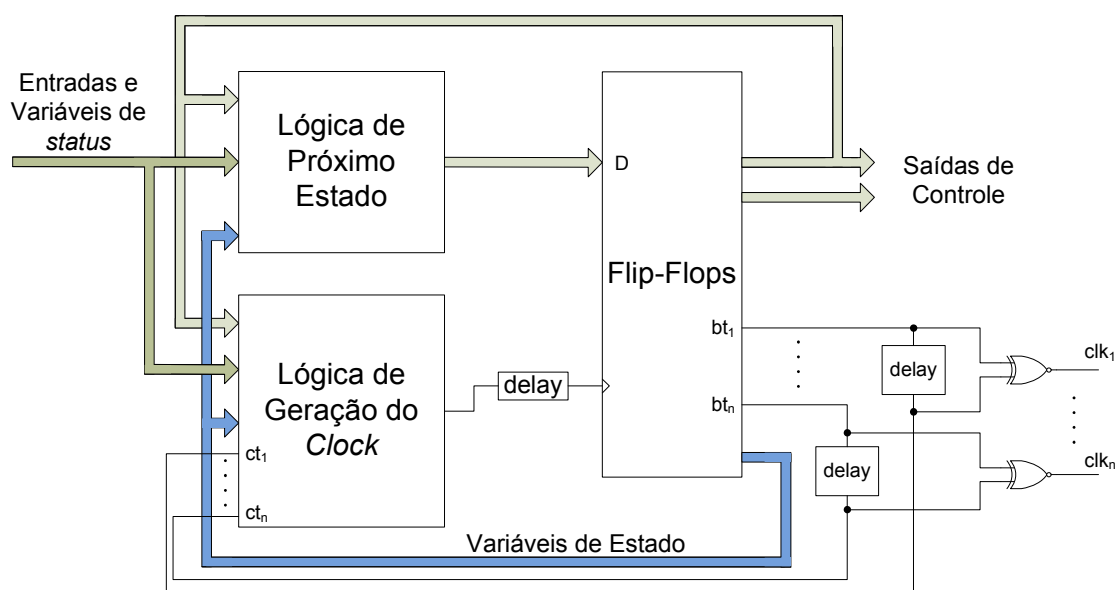 Entradas e
Variáveis de
status
Lógica de
Próximo
Estado
D
Saídas de
Controle
Flip-Flops
bt1
btn
delay
clk1
clkn
delay
Lógica de
Geração do
Clock
delay
ct1
ctn
Variáveis de Estado